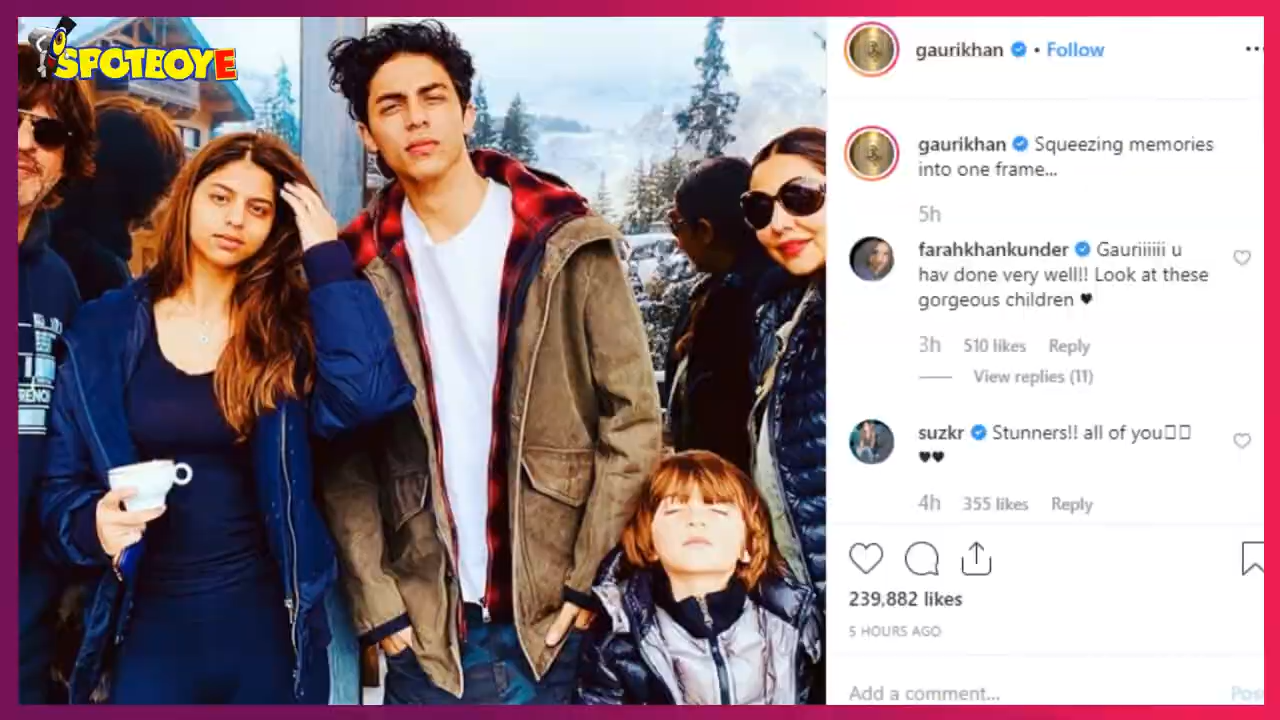 SPOTBOYE
RENCH
gaurikhan • Follow
gaurikhan Squeezing memories
into one frame...
5h
farahkhankunder Gauriiiiii u
hav done very well!! Look at these
gorgeous children ♥
3h 510 likes Reply
View replies (11)
suzkr Stunners!! all of you
♥♥
4h 355 likes Reply
239,882 likes
5 HOURS AGO
Add a comment...